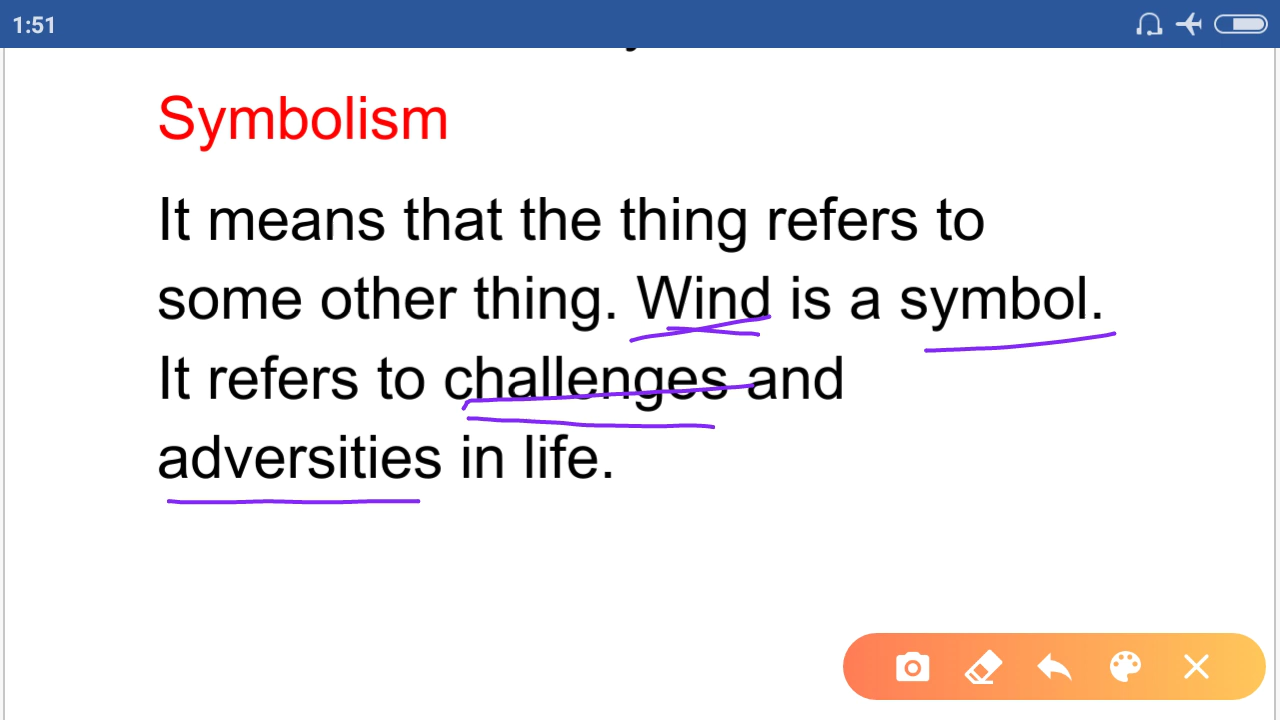 1:51
Symbolism
It means that the thing refers to
some other thing. Wind is a symbol.
It refers to challenges and
adversities in life.